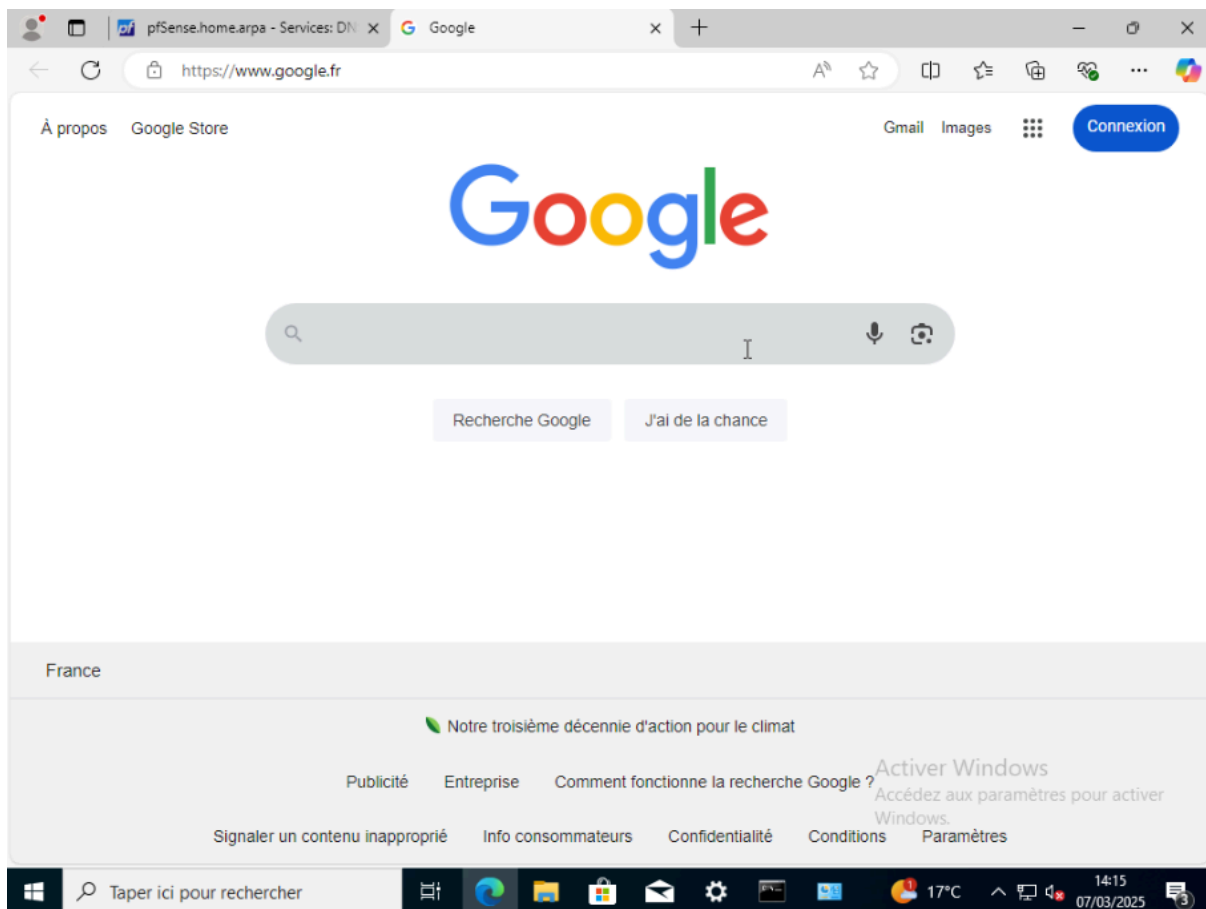 pfSense.home.arpa - Services: DN
Google
https://www.google.fr
À propos Google Store Gmail Images Connexion
Google
Recherche Google J'ai de la chance
France
Notre troisième décennie d'action pour le climat
Publicité Entreprise Comment fonctionne la recherche Google ?
Activer Windows
Accédez aux paramètres pour activer
Windows.
Signaler un contenu inapproprié Info consommateurs Confidentialité Conditions Paramètres
Taper ici pour rechercher 17°C 14:15
07/03/2025 3